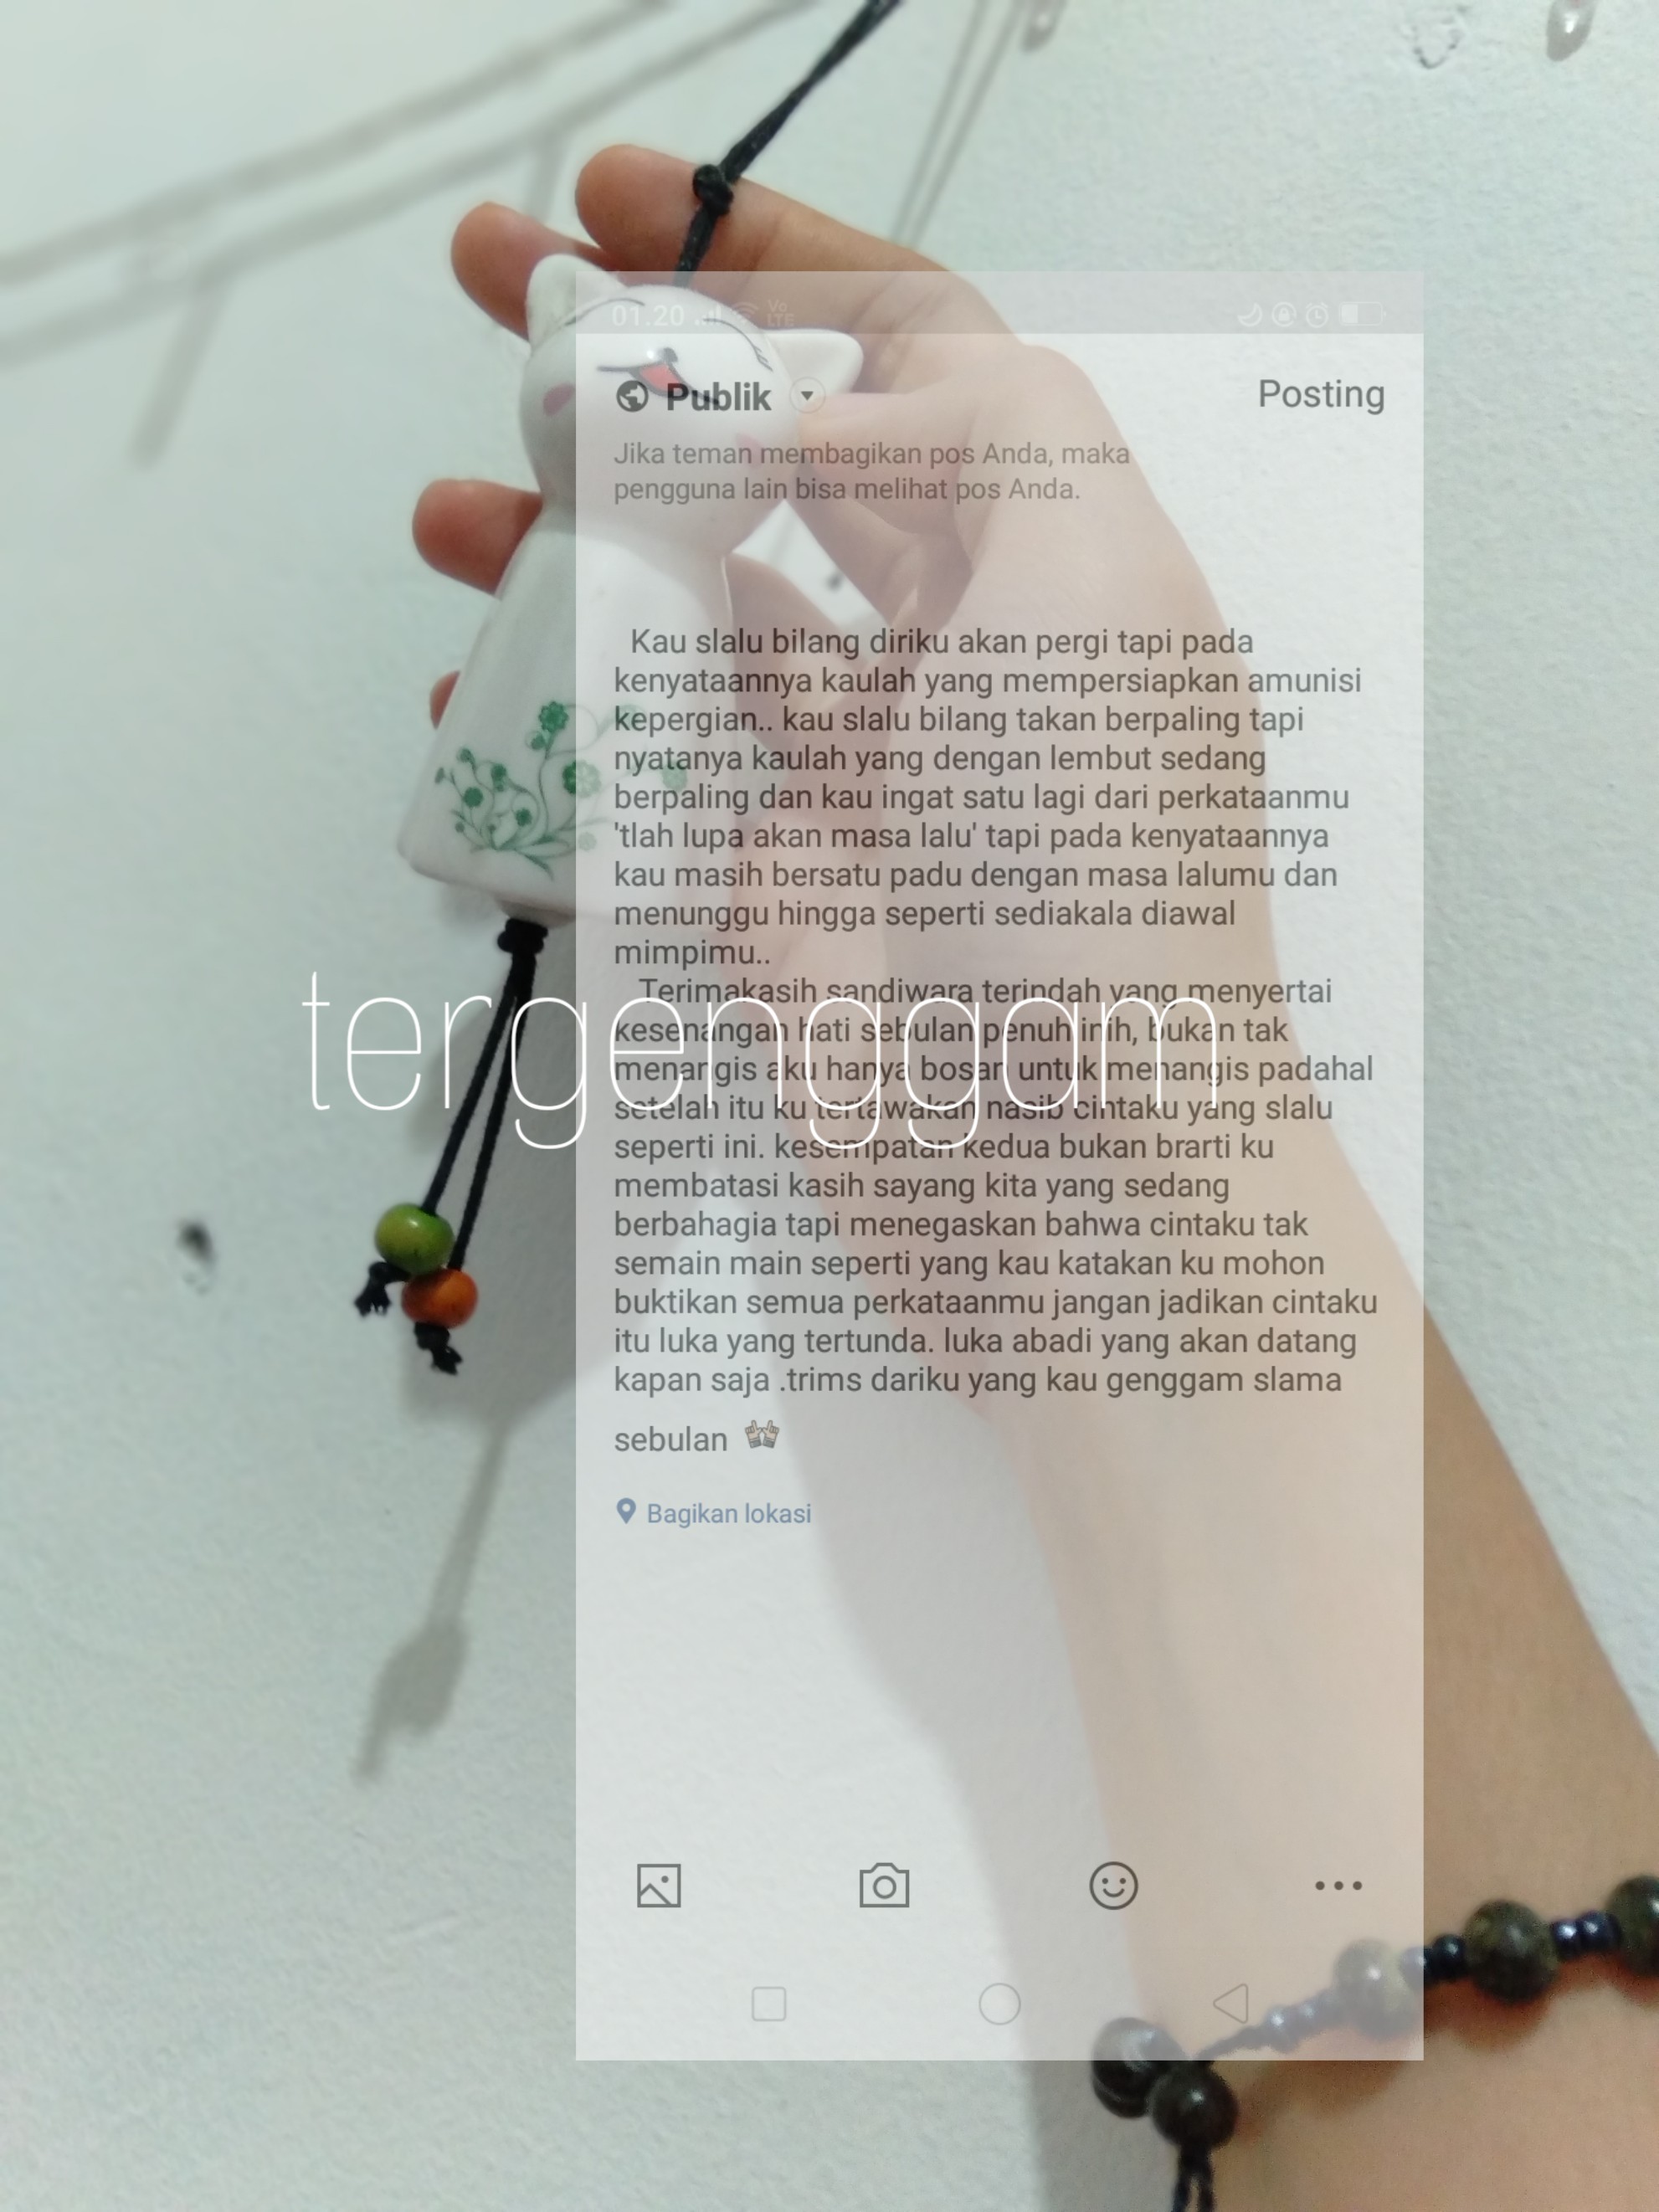 01.20
Vo
LTE
Publik
Posting
Jika teman membagikan pos Anda, maka
pengguna lain bisa melihat pos Anda.
Kau slalu bilang diriku akan pergi tapi pada
kenyataannya kaulah yang mempersiapkan amunisi
kepergian.. kau slalu bilang takan berpaling tapi
nyatanya kaulah yang dengan lembut sedang
berpaling dan kau ingat satu lagi dari perkataanmu
'tlah lupa akan masa lalu' tapi pada kenyataannya
kau masih bersatu padu dengan masa lalumu dan
menunggu hingga seperti sediakala diawal
mimpimu..
Terimakasih sandiwara terindah yang menyertai
kesenangan hati sebulan penuh inih, bukan tak
menangis aku hanya bosan untuk menangis padahal
setelah itu ku tertawakan nasib cintaku yang slalu
seperti ini. kesempatan kedua bukan brarti ku
membatasi kasih sayang kita yang sedang
berbahagia tapi menegaskan bahwa cintaku tak
semain main seperti yang kau katakan ku mohon
buktikan semua perkataanmu jangan jadikan cintaku
itu luka yang tertunda. luka abadi yang akan datang
kapan saja .trims dariku yang kau genggam slama
sebulan
tergenggam
Bagikan lokasi